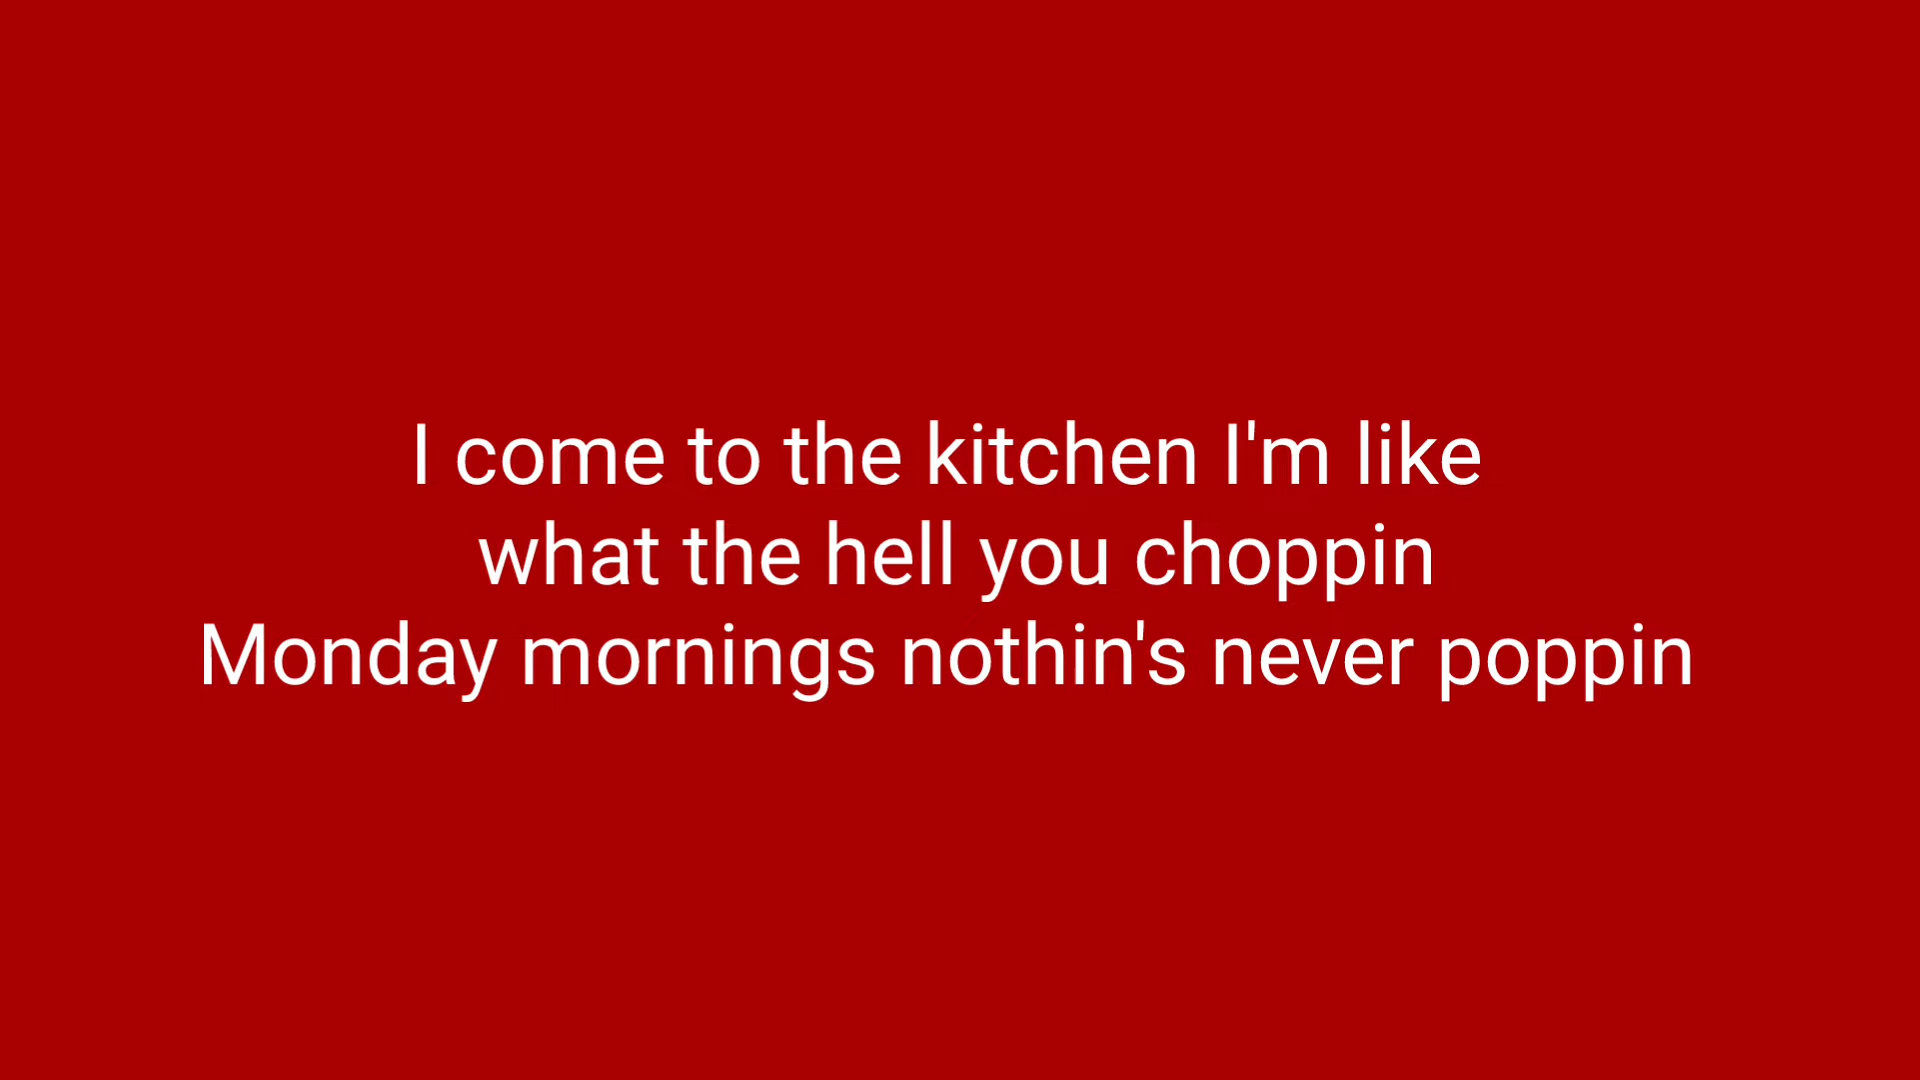 I come to the kitchen I'm like
what the hell you choppin
Monday mornings nothin's never poppin